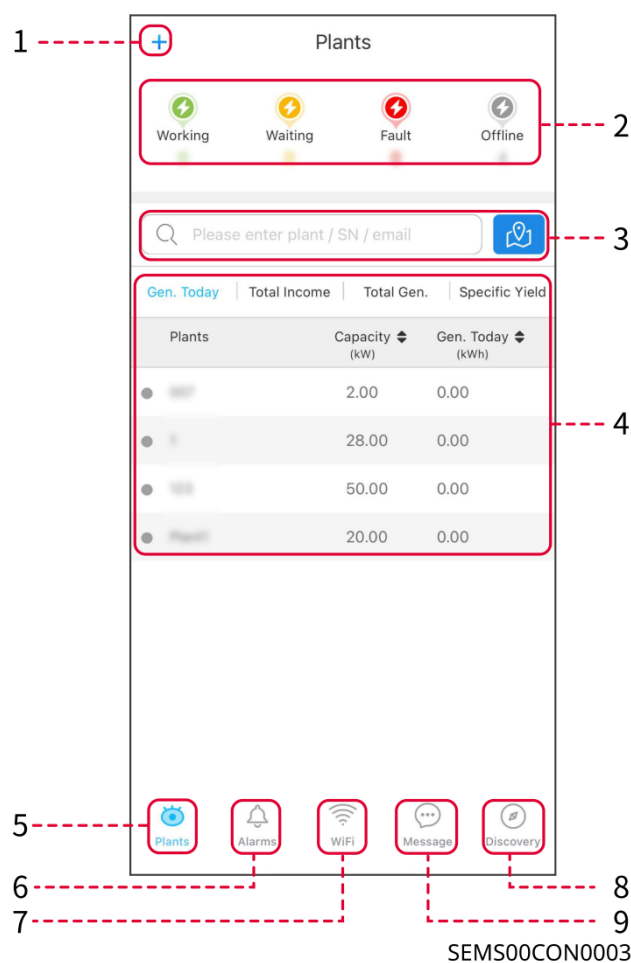 1
Plants
Working Waiting Fault Offline
2
Please enter plant / SN / email
3
Gen. Today Total Income Total Gen. Specific Yield
Plants Capacity Gen. Today
(kW) (kWh)
2.00 0.00
4
28.00 0.00
50.00 0.00
20.00 0.00
5
Plants Alarms WiFi Message Discovery
6 8
7 9
SEMS00CON0003